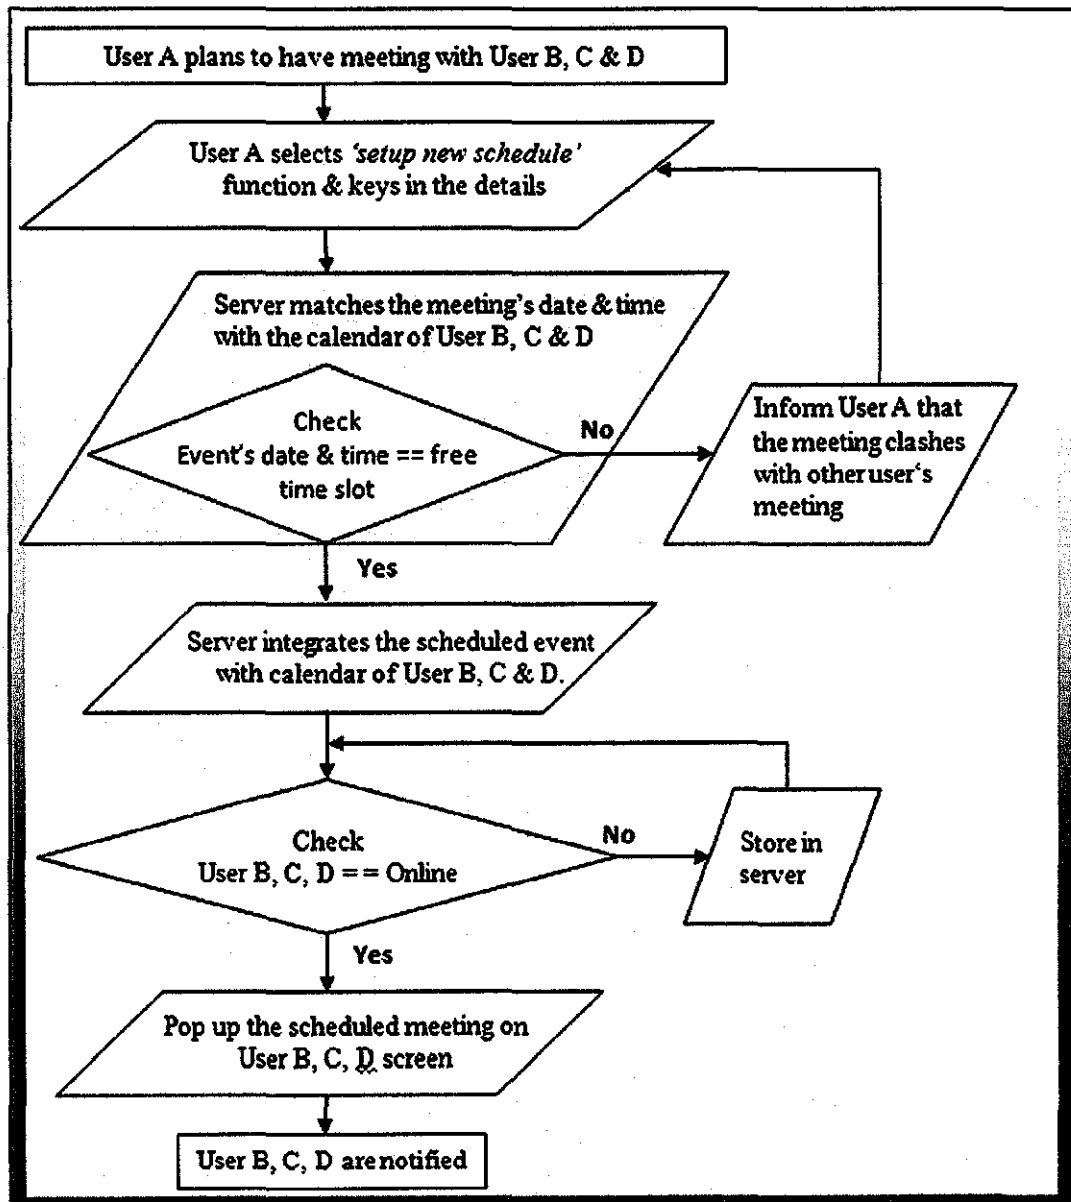 User A plans to have meeting with User B, C & D
User A selects ‘setup new schedule’
function & keys in the details
Server matches the meeting’s date & time
with the calendar of User B, C & D
Check
Event's date & time == free
time slot
No
Inform User A that
the meeting clashes
with other user‘s
meeting
Yes
Server integrates the scheduled event
with calendar of User B, C & D.
Check
User B, C, D == Online
No
Store in
server
Yes
Pop up the scheduled meeting on
User B, C, D screen
User B, C, D are notified